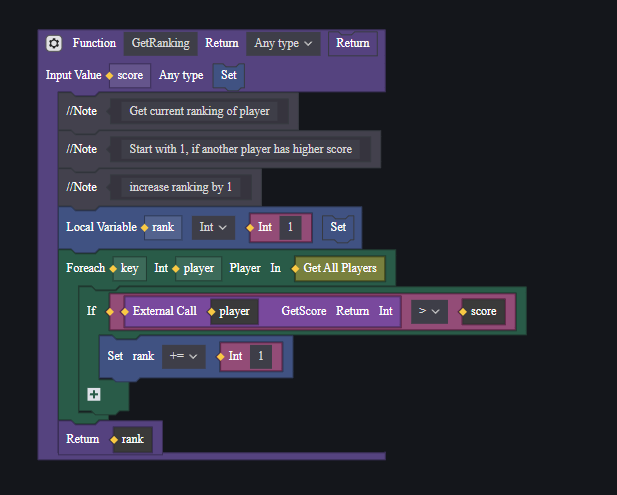 Function GetRanking Return Any type Return
Input Value score Any type Set
//Note Get current ranking of player
//Note Start with 1, if another player has higher score
//Note increase ranking by 1
Local Variable rank Int Int 1 Set
Foreach key Int player Player In Get All Players
If External Call player GetScore Return Int > score
Set rank += Int 1
Return rank